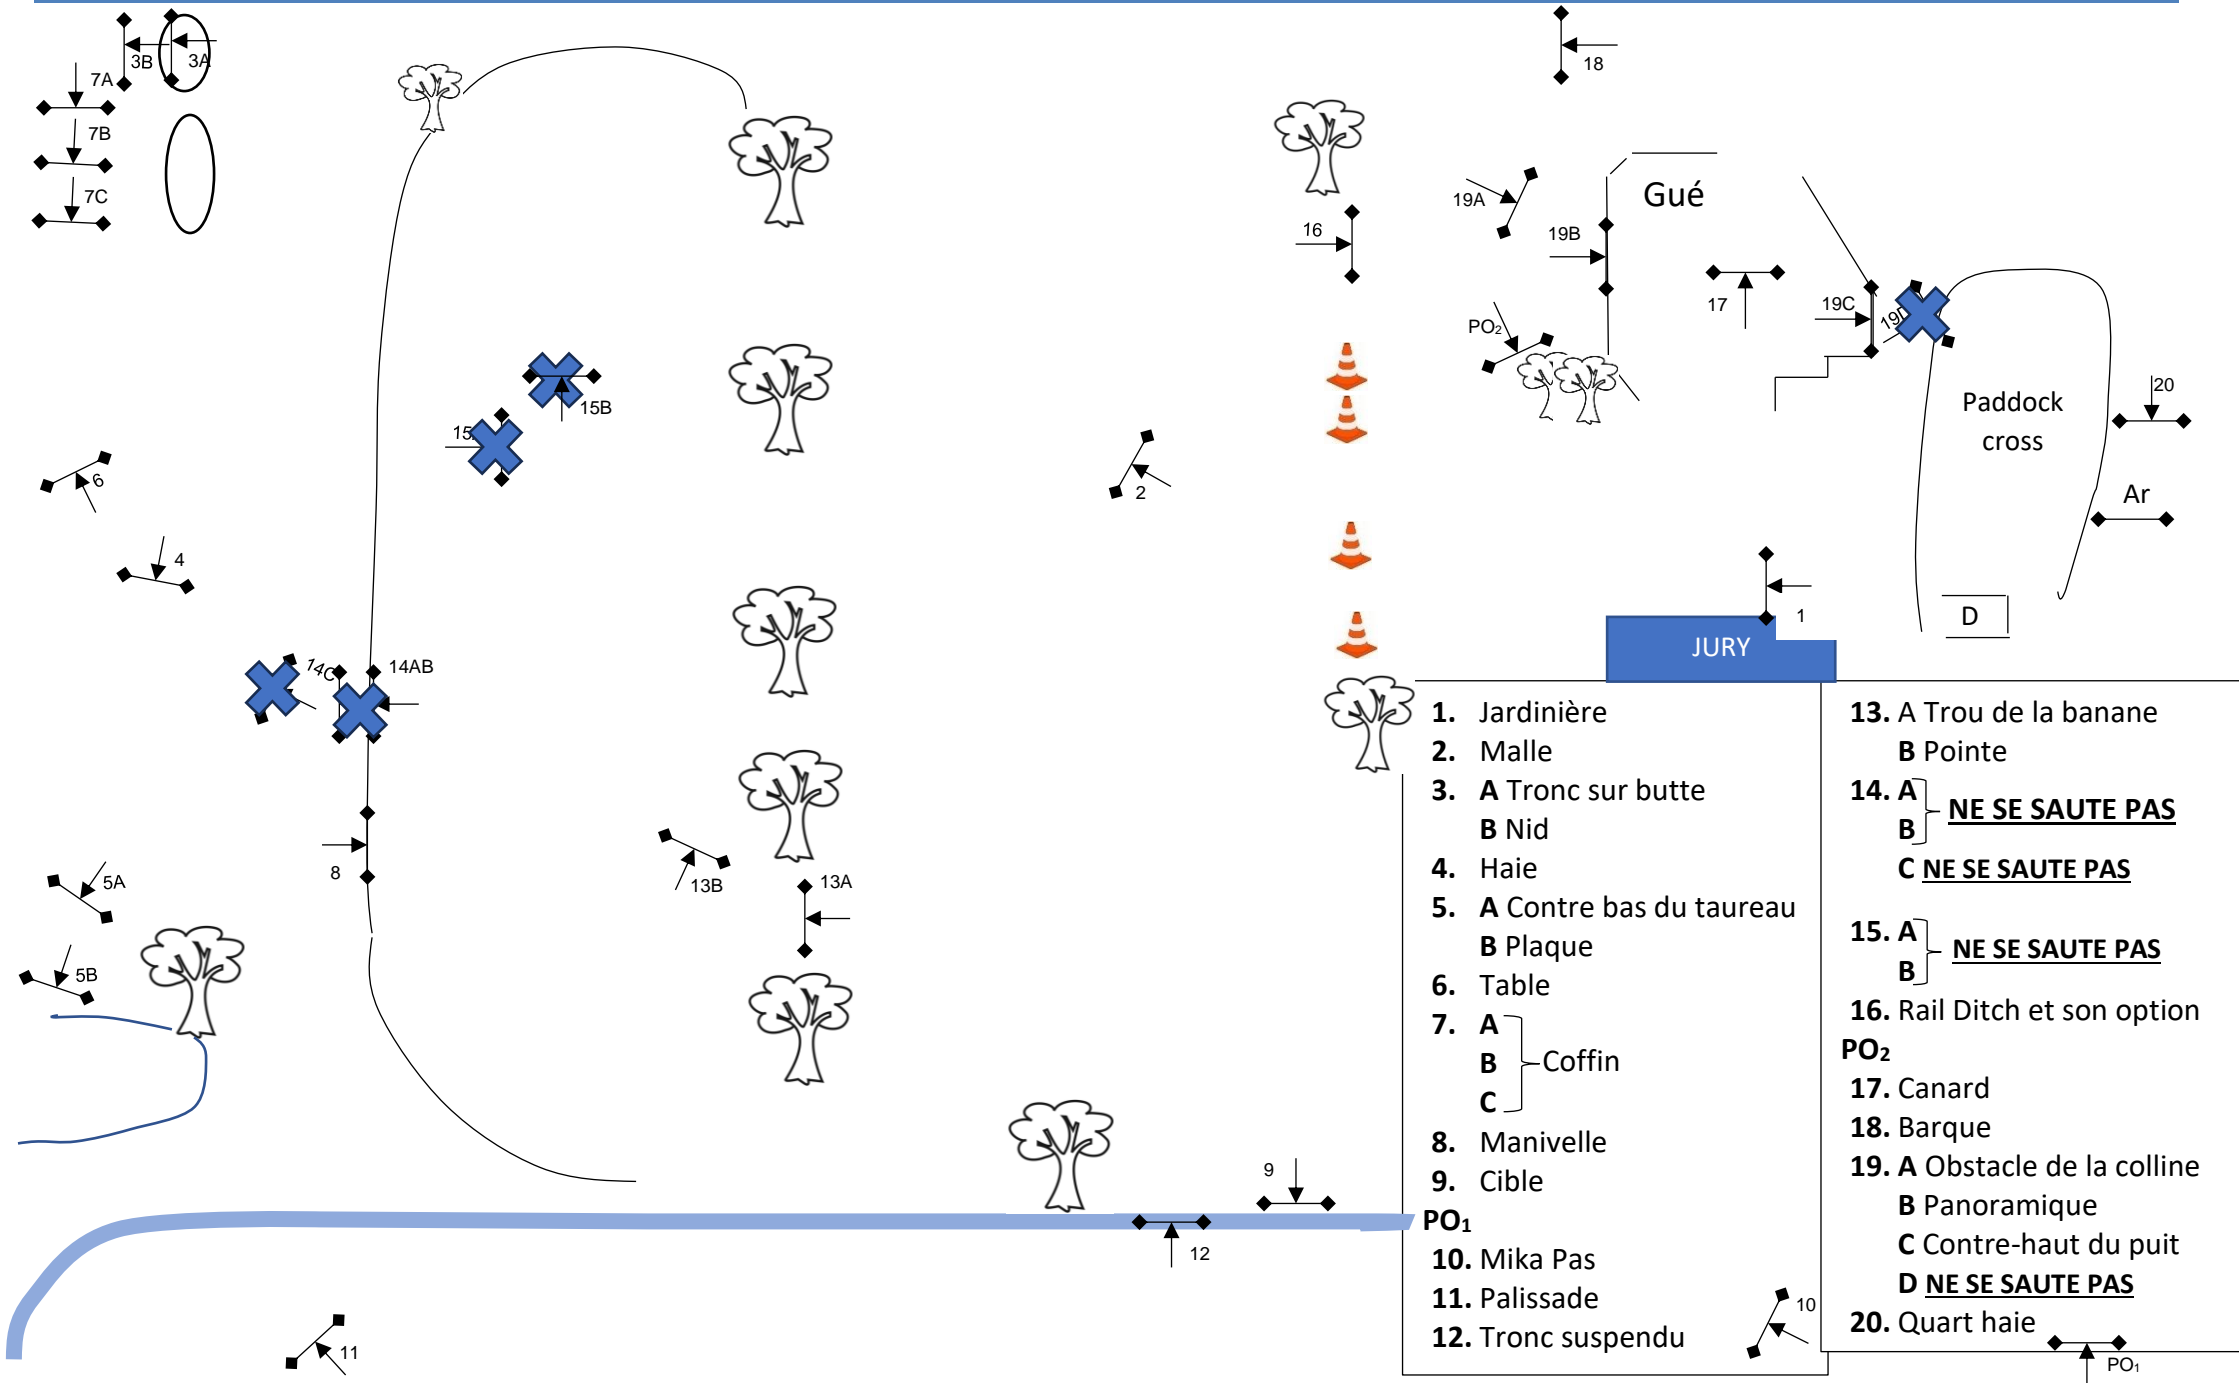 3B
3A
18
7A
7B
7C
19A
Gué
16
19B
17
19C
19D
PO₂
Paddock
cross
20
15B
6
2
Ar
4
1
D
JURY
14C
14AB
8
13B
13A
5A
5B
9
12
11
10
PO₁
1. Jardinière
2. Malle
3. A Tronc sur butte
B Nid
4. Haie
5. A Contre bas du taureau
B Plaque
6. Table
7. A
B Coffin
C
8. Manivelle
9. Cible
PO₁
10. Mika Pas
11. Palissade
12. Tronc suspendu
13. A Trou de la banane
B Pointe
14. A
B NE SE SAUTE PAS
C NE SE SAUTE PAS
15. A
B NE SE SAUTE PAS
16. Rail Ditch et son option
PO₂
17. Canard
18. Barque
19. A Obstacle de la colline
B Panoramique
C Contre-haut du puit
D NE SE SAUTE PAS
20. Quart haie